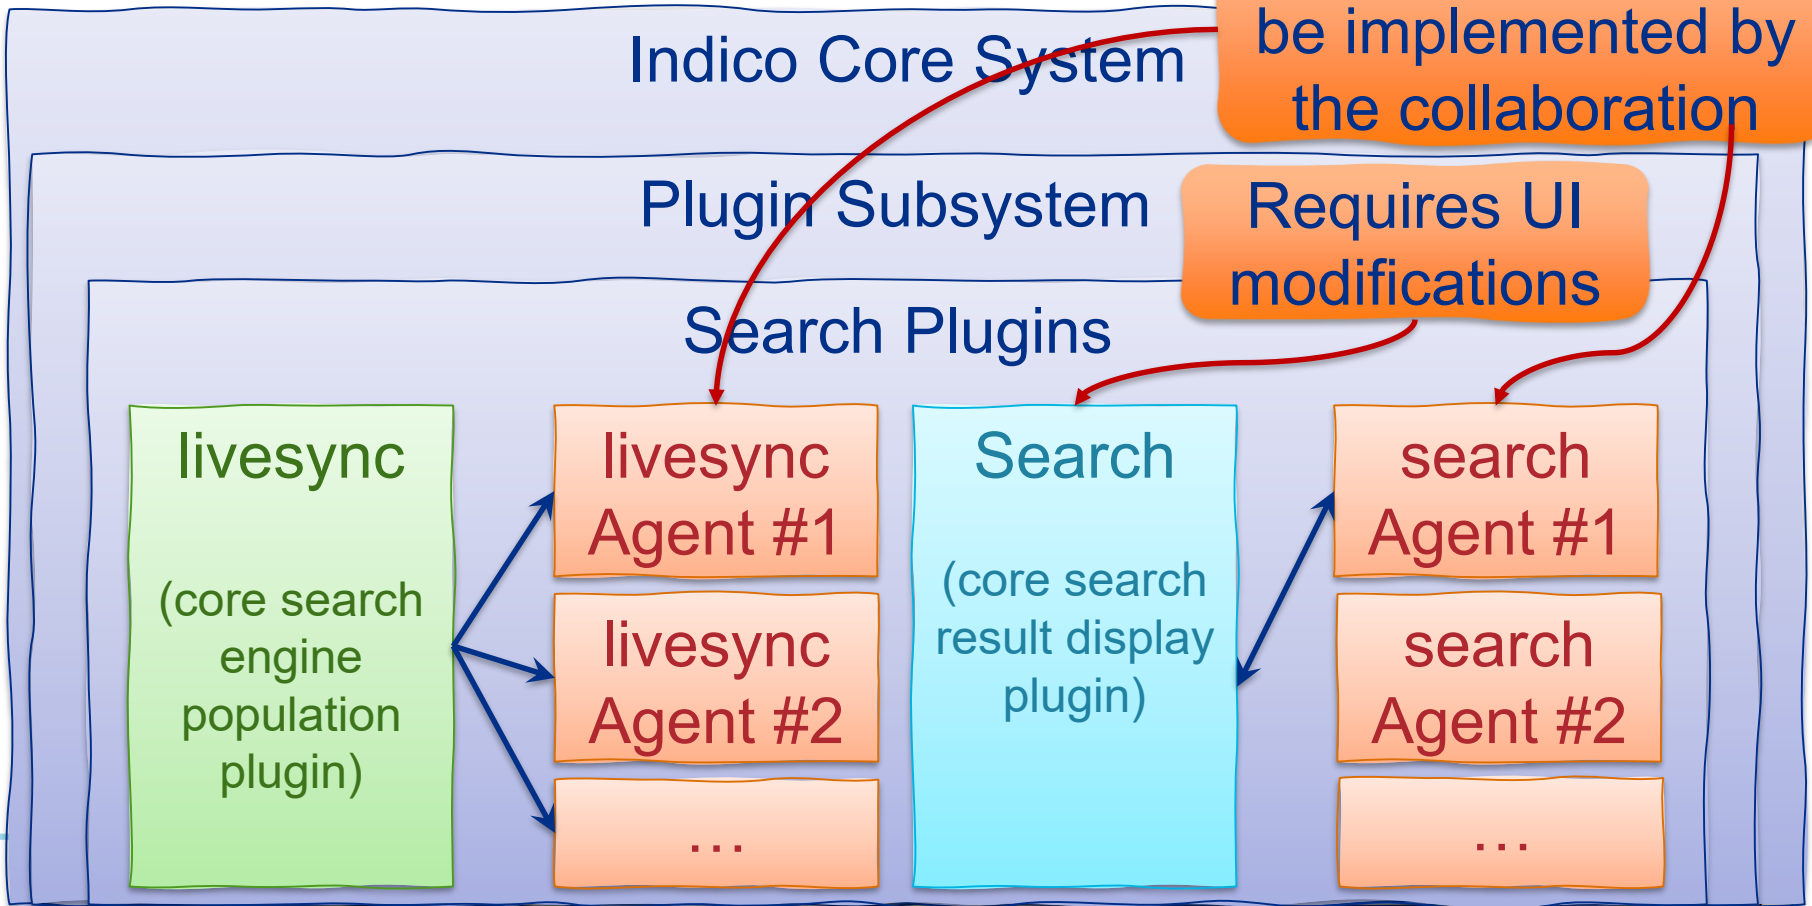 be implemented by
the collaboration
Indico Core System
Plugin Subsystem
Requires UI
modifications
Search Plugins
livesync
(core search
engine
population
plugin)
livesync
Agent #1
livesync
Agent #2
...
Search
(core search
result display
plugin)
search
Agent #1
search
Agent #2
...